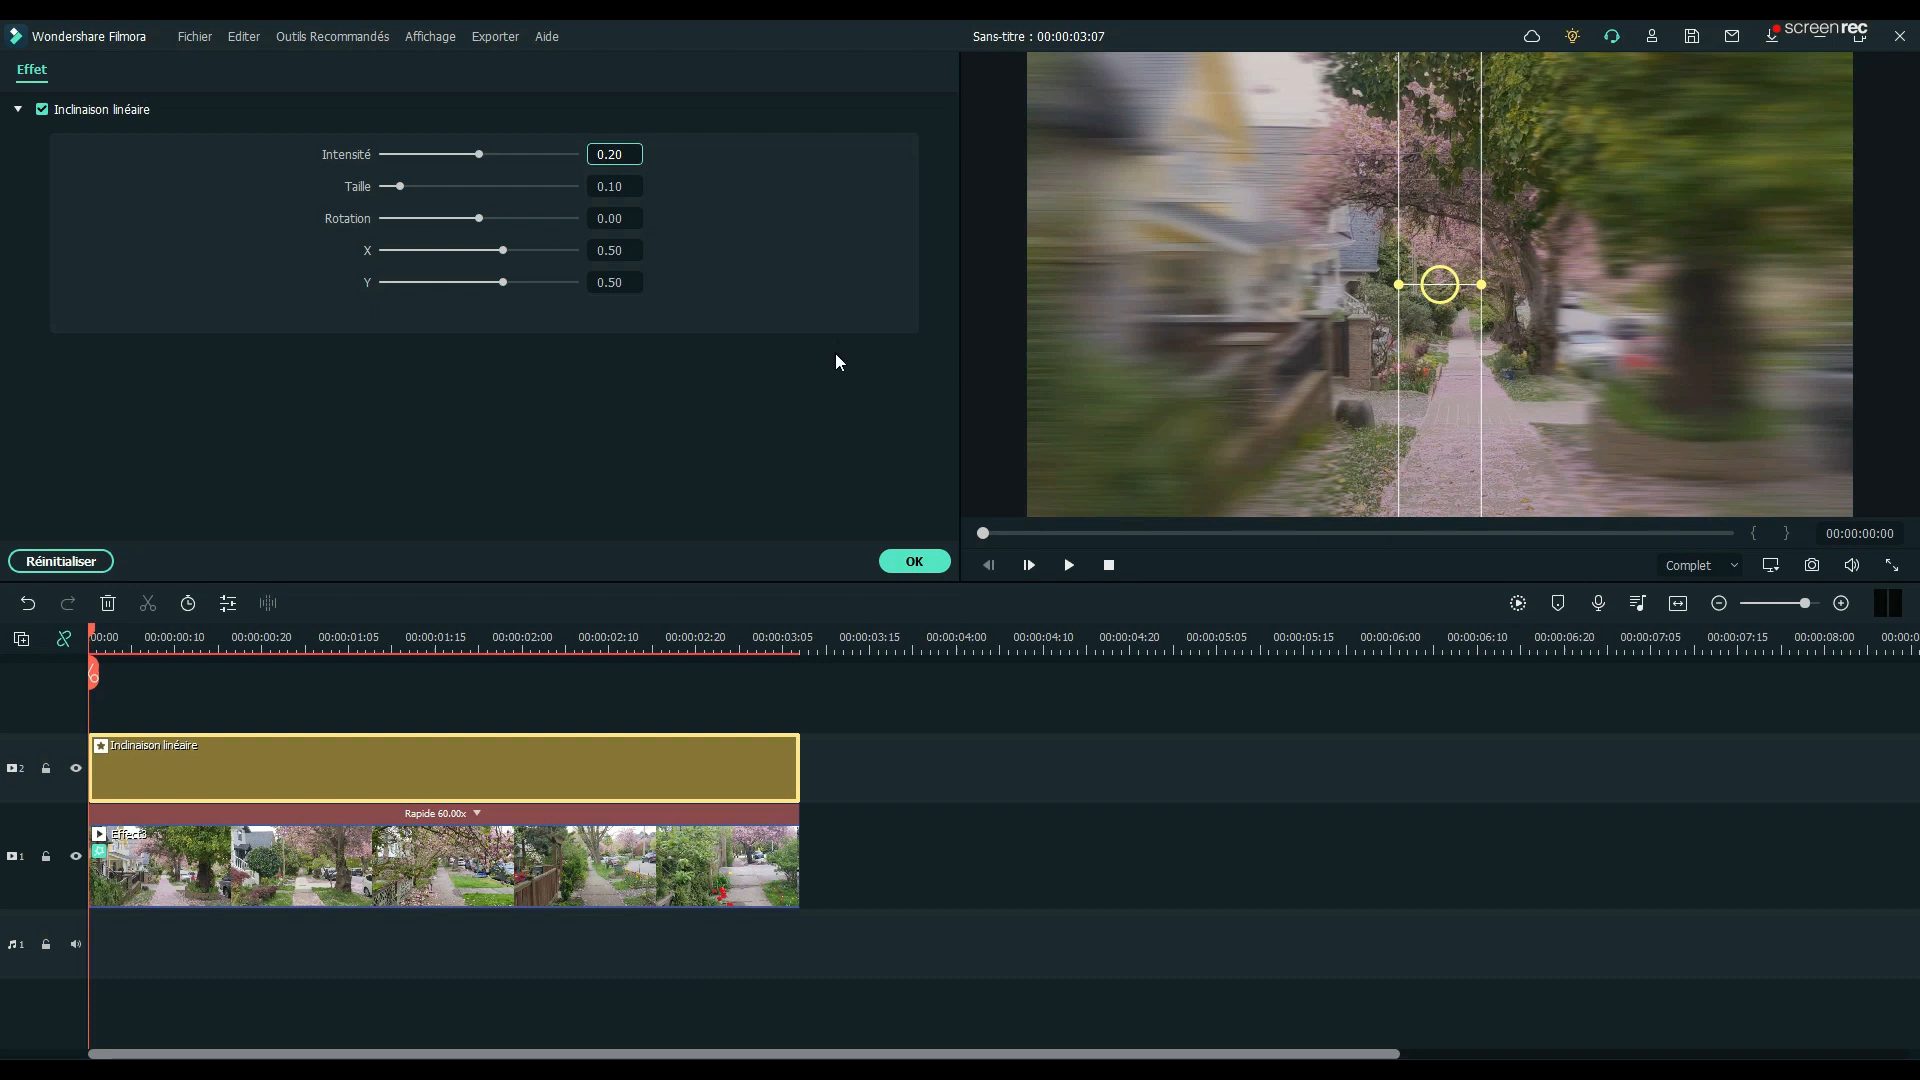 Wondershare Filmora Fichier Editer Outils Recommandés Affichage Exporter Aide Sans-titre : 00:00:03:07 screenrec
Effet
Inclinaison linéaire
Intensité 0.20
Taille 0.10
Rotation 0.00
X 0.50
Y 0.50
{ } 00:00:00:00
Réinitialiser OK Complet
00:00 00:00:00:10 00:00:00:20 00:00:01:05 00:00:01:15 00:00:02:00 00:00:02:10 00:00:02:20 00:00:03:05 00:00:03:15 00:00:04:00 00:00:04:10 00:00:04:20 00:00:05:05 00:00:05:15 00:00:06:00 00:00:06:10 00:00:06:20 00:00:07:05 00:00:07:15 00:00:08:00 00:00:0
Inclinaison linéaire
2
Rapide 60.00x
Effect3
1
1